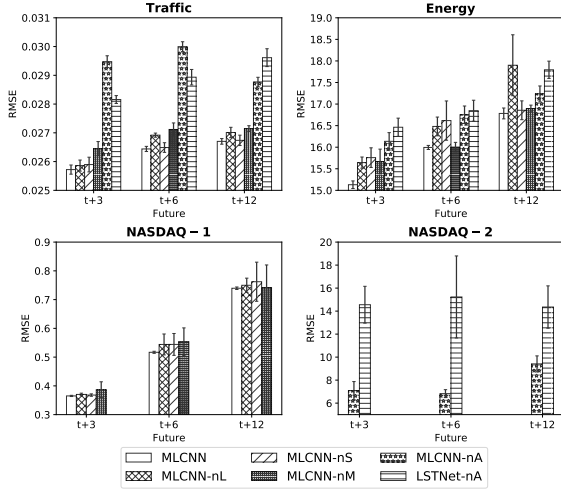 Traffic
0.031
0.030
0.029
0.028
0.027
0.026
0.025
RMSE
t+3
t+6
t+12
Future
Energy
19.0
18.5
18.0
17.5
17.0
16.5
16.0
15.5
15.0
RMSE
t+3
t+6
t+12
Future
NASDAQ−1
0.9
0.8
0.7
0.6
0.5
0.4
0.3
RMSE
t+3
t+6
t+12
Future
NASDAQ−2
20
18
16
14
12
10
8
6
RMSE
t+3
t+6
t+12
Future
MLCNN
MLCNN-nL
MLCNN-nS
MLCNN-nM
MLCNN-nA
LSTNet-nA